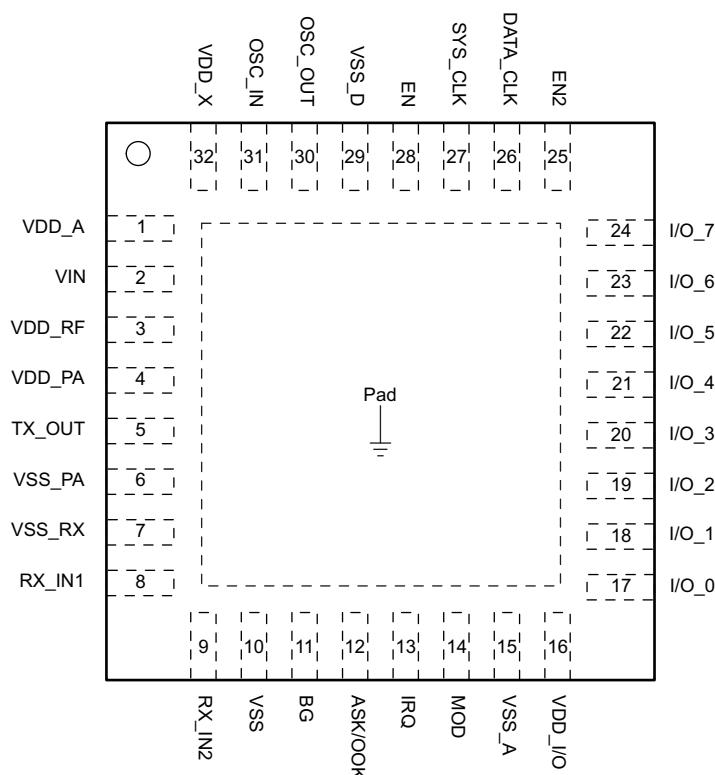 VDD_X
OSC_IN
OSC_OUT
VSS_D
EN
SYS_CLK
DATA_CLK
EN2
32
31
30
29
28
27
26
25
VDD_A 1
VIN 2
VDD_RF 3
VDD_PA 4
TX_OUT 5
VSS_PA 6
VSS_RX 7
RX_IN1 8
Pad
24 I/O_7
23 I/O_6
22 I/O_5
21 I/O_4
20 I/O_3
19 I/O_2
18 I/O_1
17 I/O_0
9
10
11
12
13
14
15
16
RX_IN2
VSS
BG
ASK/OOK
IRQ
MOD
VSS_A
VDD_I/O